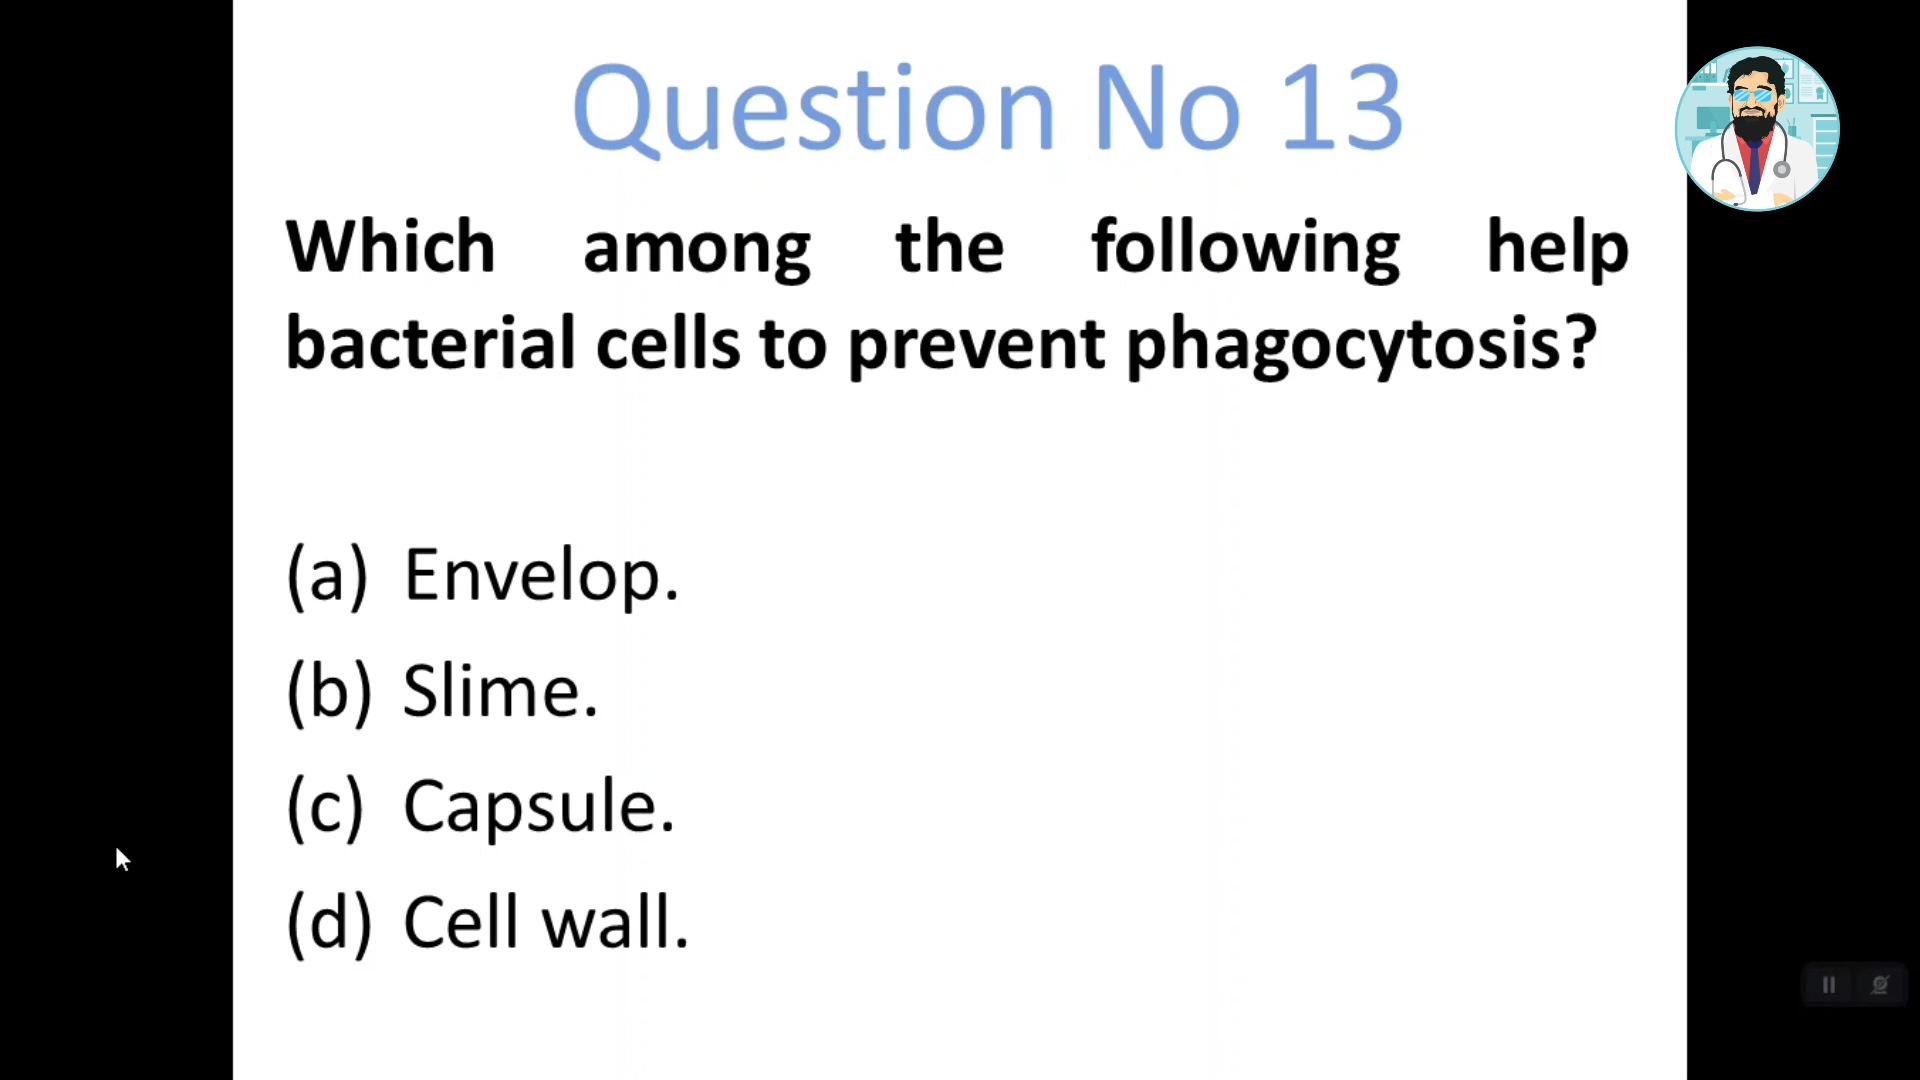 Question No 13
Which among the following help
bacterial cells to prevent phagocytosis?
(a) Envelop.
(b) Slime.
(c) Capsule.
(d) Cell wall.